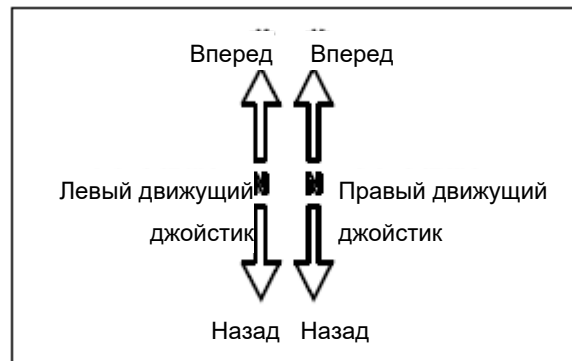 Вперед Вперед
N N
Левый движущий Правый движущий
джойстик джойстик
Назад Назад